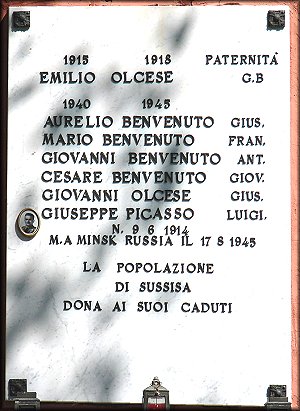 1915 1918 PATERNITÀ
EMILIO OLCESE G.B
1940 1945
AURELIO BENVENUTO GIUS.
MARIO BENVENUTO FRAN.
GIOVANNI BENVENUTO ANT.
CESARE BENVENUTO GIOV.
GIOVANNI OLCESE GIUS.
GIUSEPPE PICASSO LUIGI.
N. 9 6 1914
M.A MINSK RUSSIA IL 17 8 1945
LA POPOLAZIONE
DI SUSSISA
DONA AI SUOI CADUTI